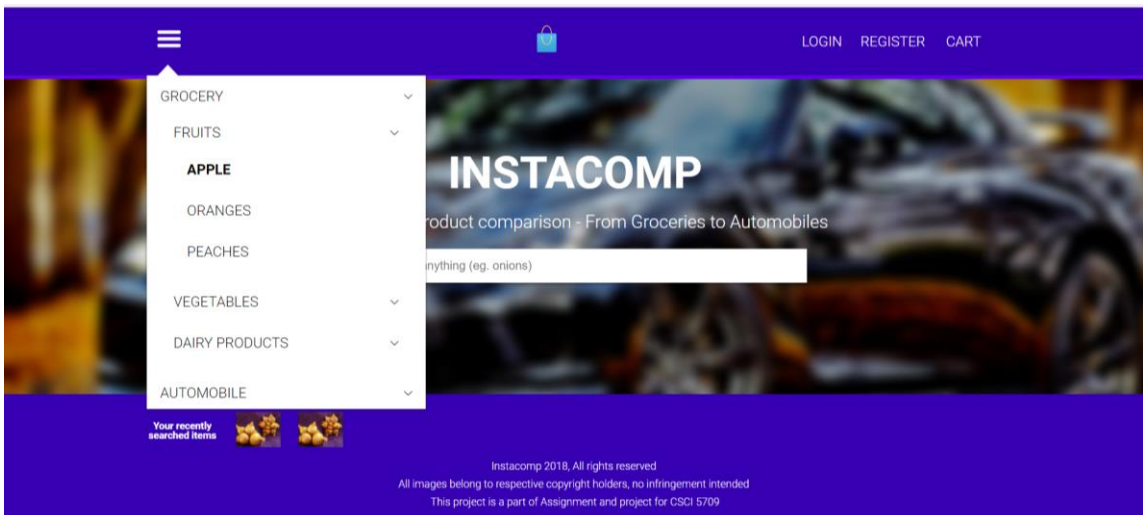 LOGIN REGISTER CART
GROCERY
FRUITS
APPLE
ORANGES
PEACHES
VEGETABLES
DAIRY PRODUCTS
AUTOMOBILE
INSTACOMP
product comparison - From Groceries to Automobiles
anything (eg. onions)
Your recently
searched items
Instacomp 2018, All rights reserved
All images belong to respective copyright holders, no infringement intended
This project is a part of Assignment and project for CSCI 5709